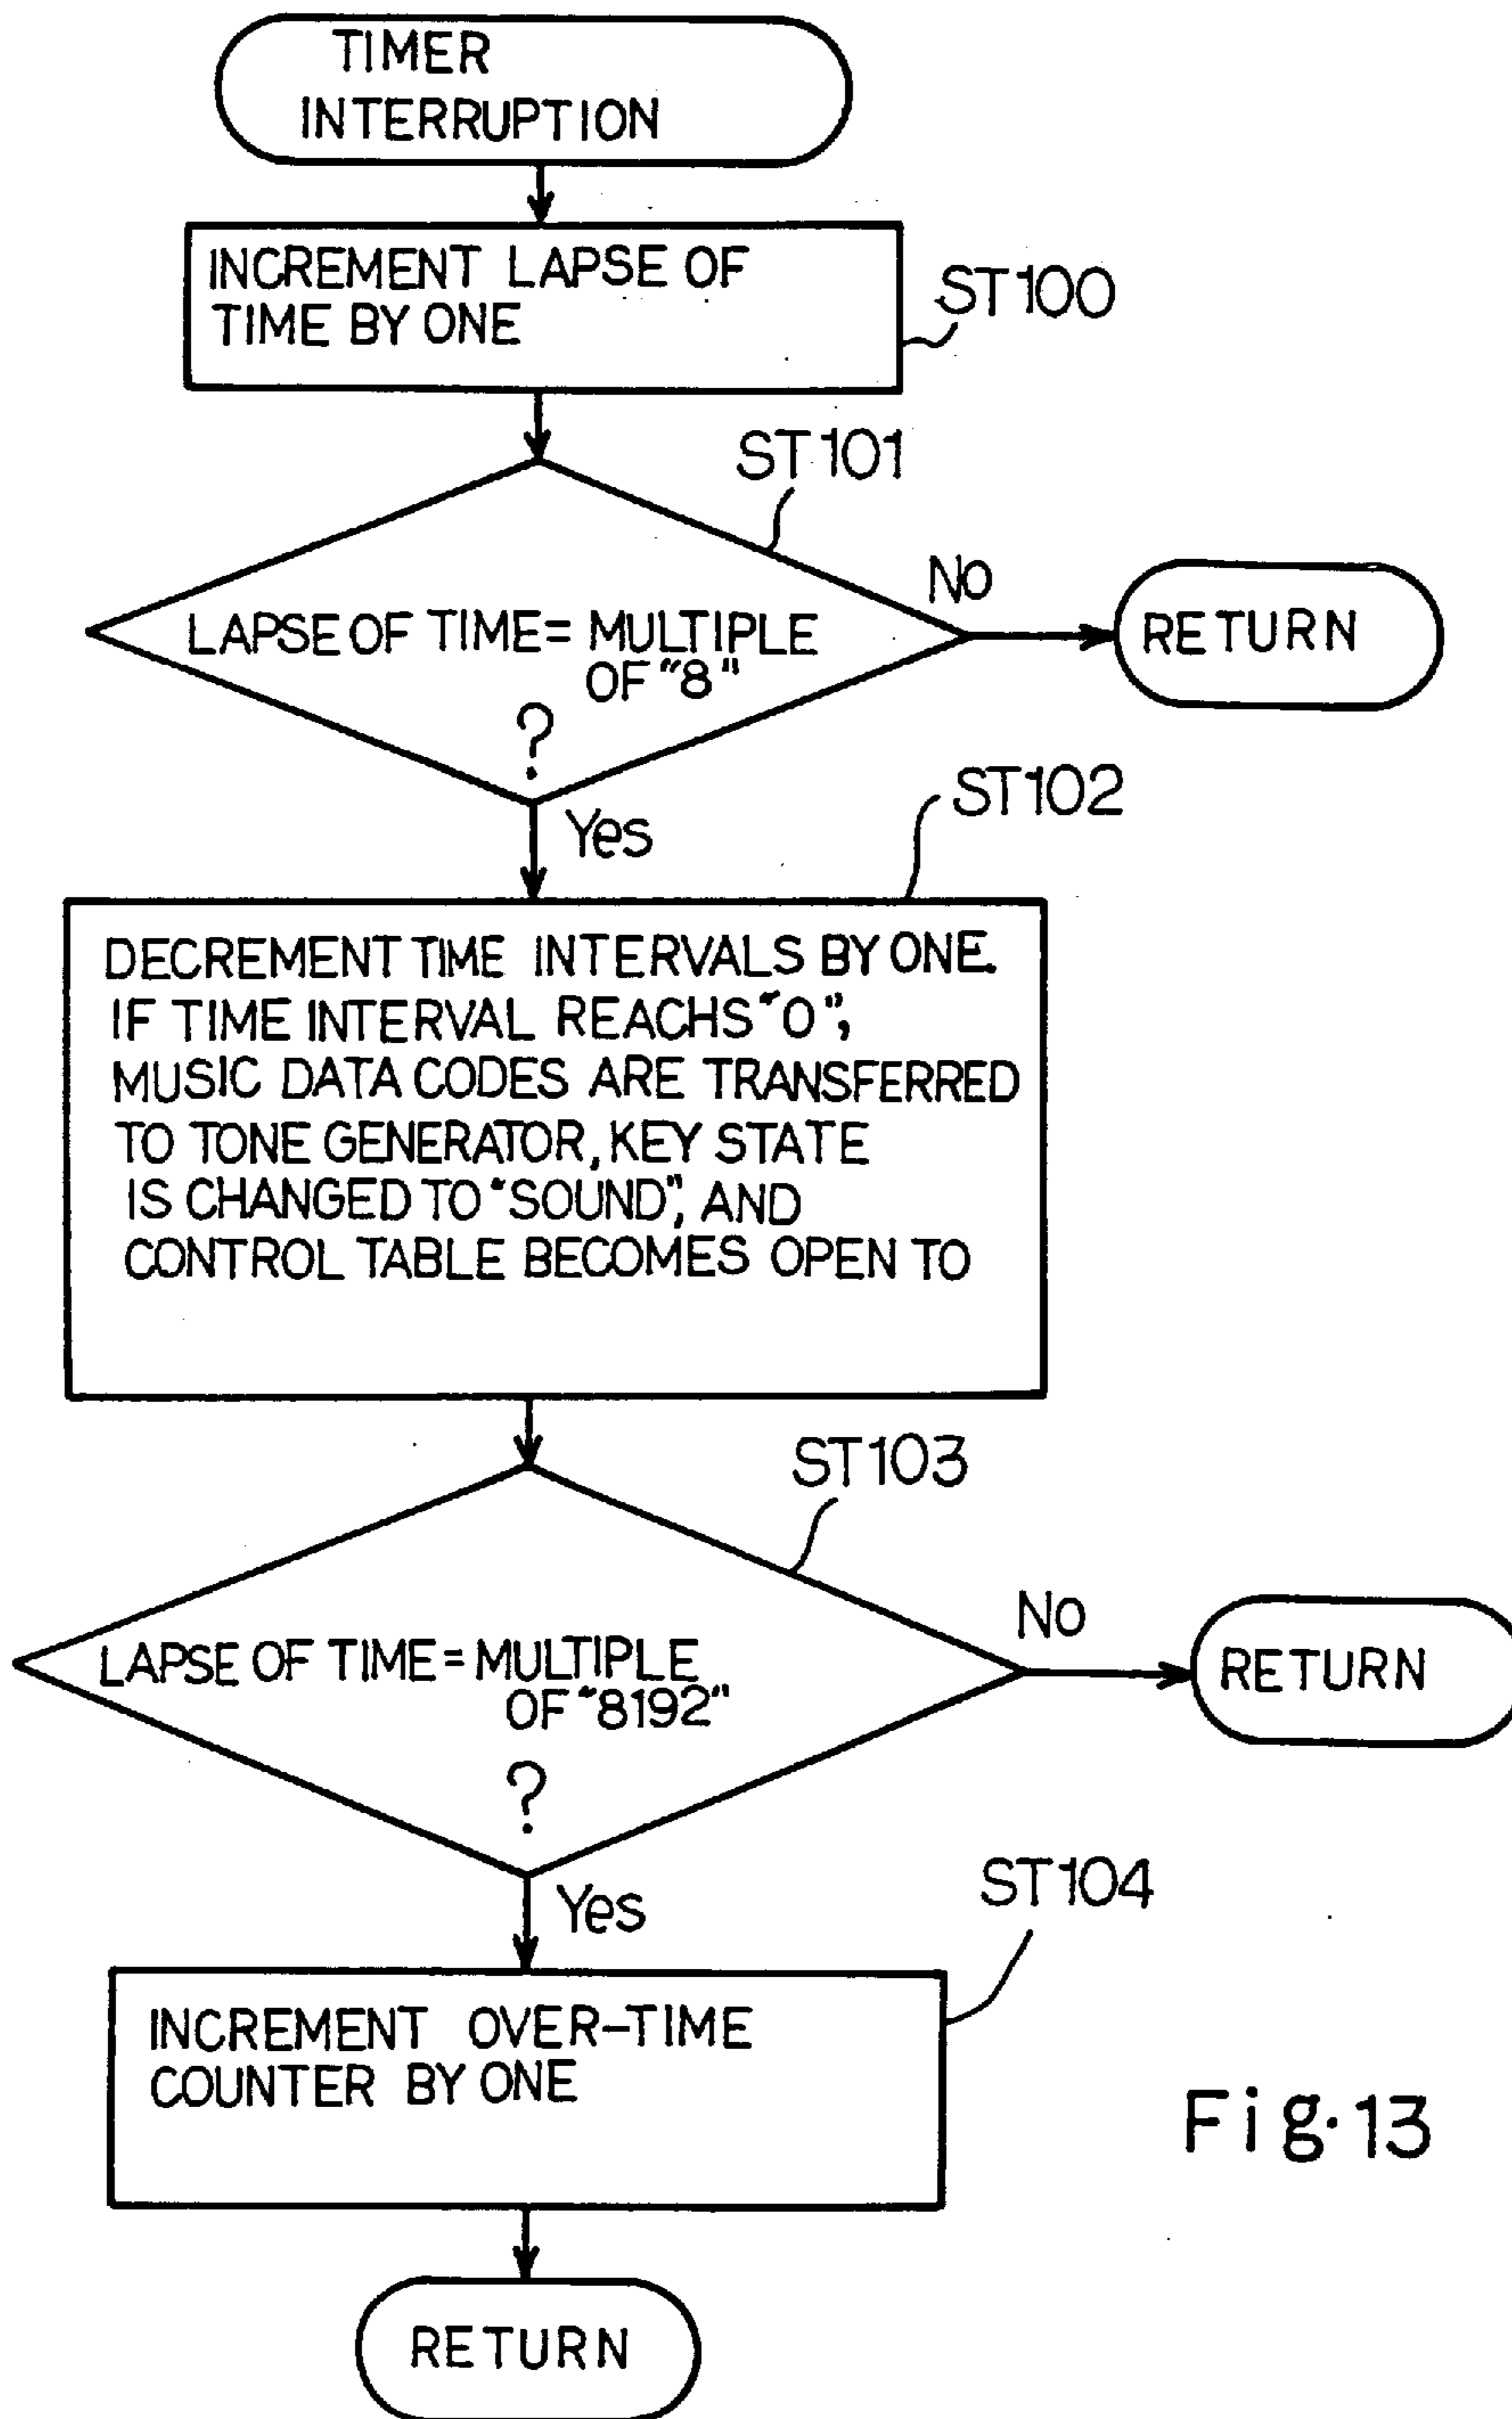 TIMER
INTERRUPTION
INCREMENT LAPSE OF
TIME BY ONE
ST100
ST101
LAPSE OF TIME = MULTIPLE
OF "8"
?
No
RETURN
Yes
ST102
DECREMENT TIME INTERVALS BY ONE.
IF TIME INTERVAL REACHS "0",
MUSIC DATA CODES ARE TRANSFERRED
TO TONE GENERATOR, KEY STATE
IS CHANGED TO "SOUND", AND
CONTROL TABLE BECOMES OPEN TO
ST103
LAPSE OF TIME = MULTIPLE
OF "8192"
?
No
RETURN
Yes
ST104
INCREMENT OVER-TIME
COUNTER BY ONE
RETURN
Fig. 13